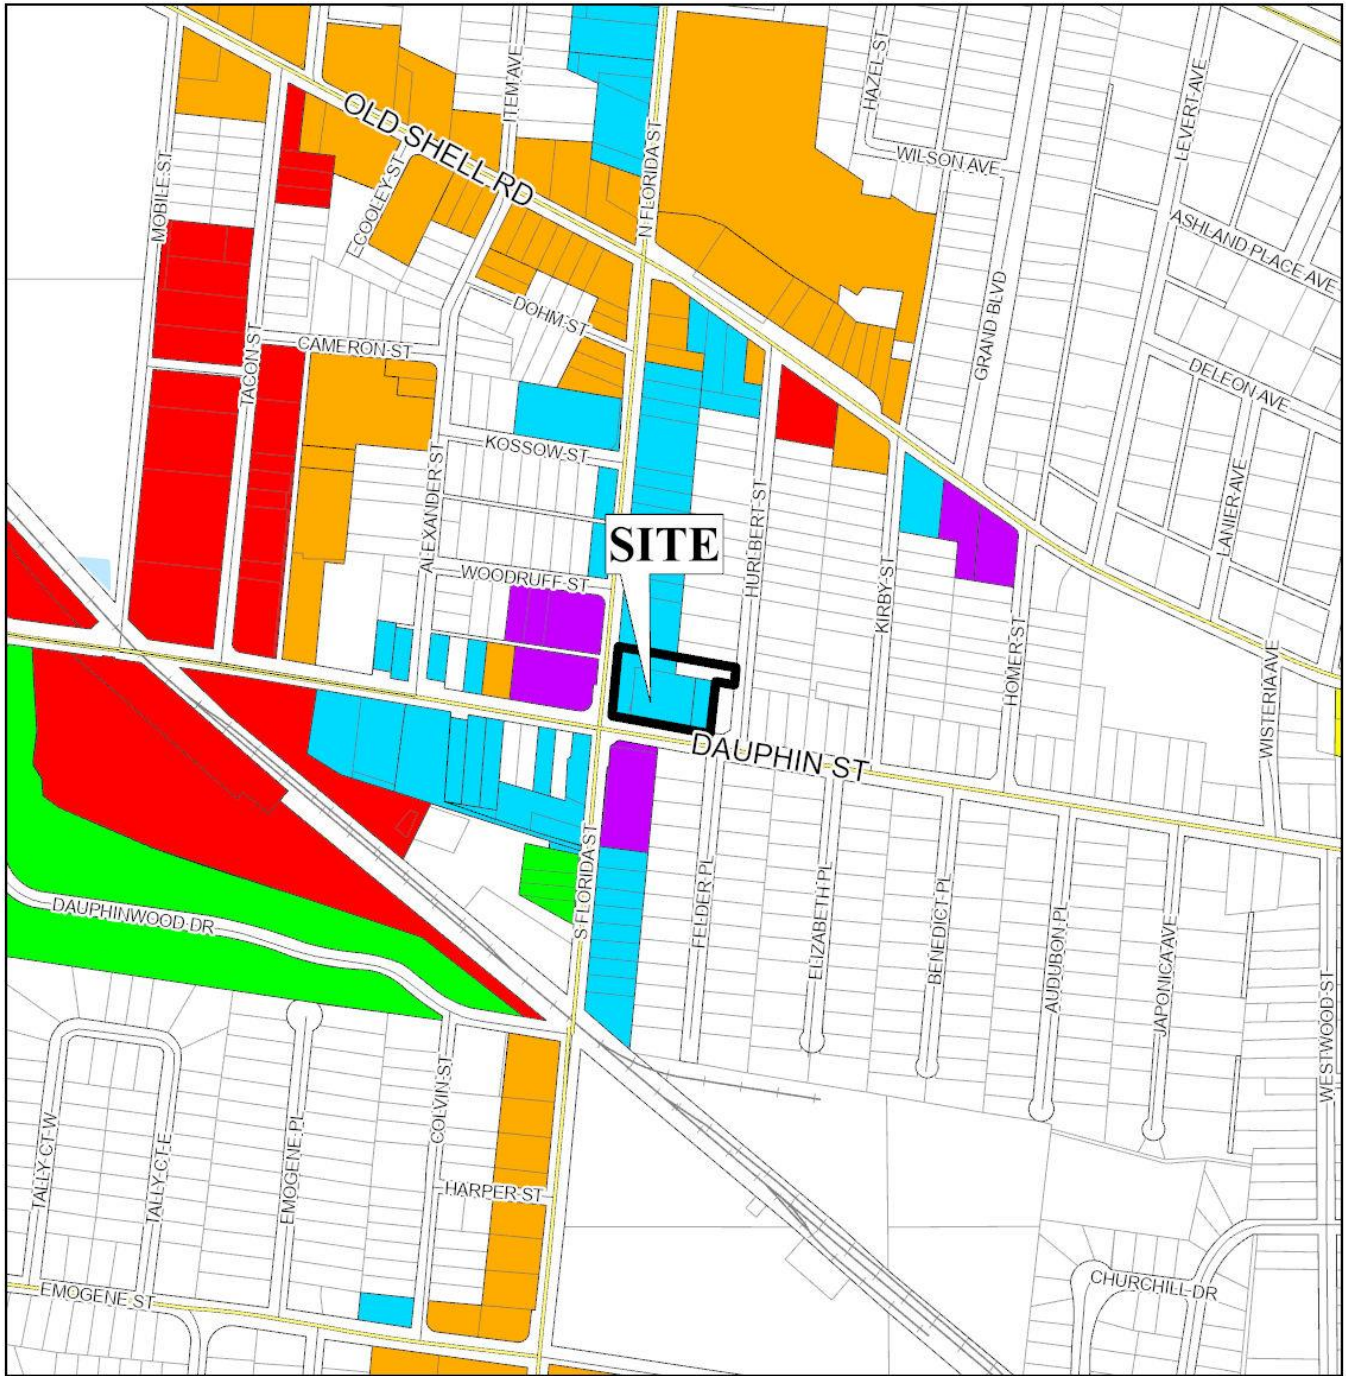 HAZEL ST
ITEM AVE
LEVERT AVE
OLD SHELL RD
N FLORIDA ST
WILSON AVE
MOBILE ST
ECOOLEY ST
ASHLAND PLACE AVE
GRAND BLVD
DOHM ST
CAMERON ST
TACON ST
DELEON AVE
KOSSOW ST
ALEXANDER ST
LANIER AVE
HURLBERT ST
SITE
WOODRUFF ST
KIRBY ST
HOMER ST
WISTERIA AVE
DAUPHIN ST
S FLORIDA ST
FELDER PL
ELIZABETH PL
BENEDICT PL
AUDUBON PL
JAPONICA AVE
DAUPHINWOOD DR
WESTWOOD ST
COLVIN ST
TALLY CT W
TALLY CT E
EMOGENE PL
HARPER ST
CHURCHILL DR
EMOGENE ST